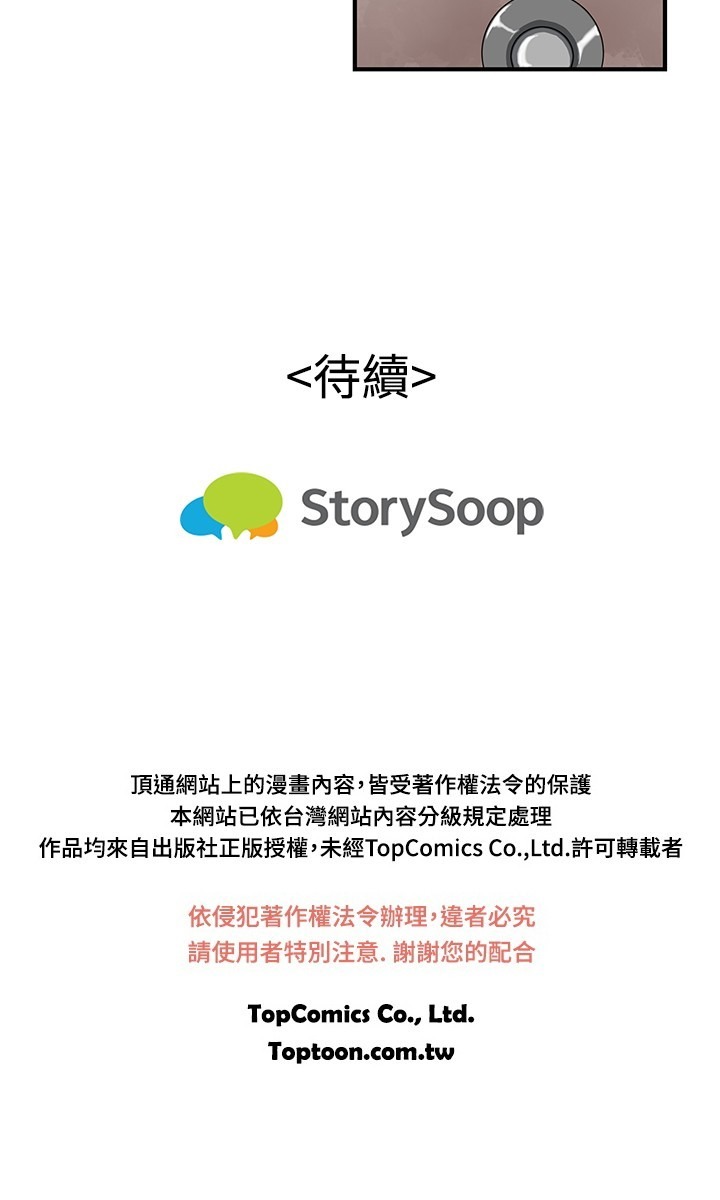 <待續>
StorySoop
頂通網站上的漫畫內容，皆受著作權法令的保護
本網站已依台灣網站內容分級規定處理
作品均來自出版社正版授權，未經TopComics Co.,Ltd.許可轉載者
依侵犯著作權法令辦理，違者必究
請使用者特別注意. 謝謝您的配合
TopComics Co., Ltd.
Toptoon.com.tw